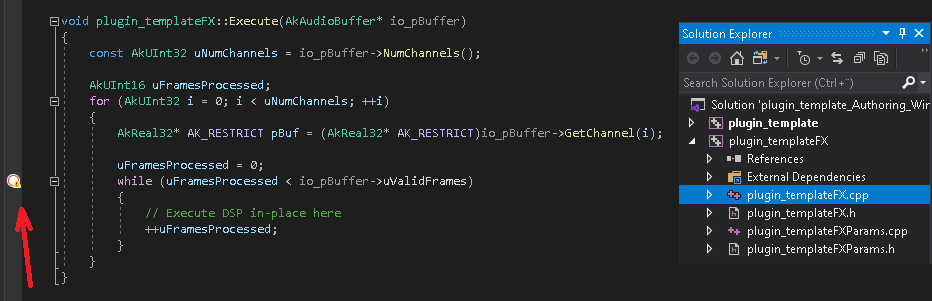 void plugin_templateFX::Execute(AkAudioBuffer* io_pBuffer)
{
const AkUInt32 uNumChannels = io_pBuffer->NumChannels();
AkUInt16 uFramesProcessed;
for (AkUInt32 i = 0; i < uNumChannels; ++i)
{
AkReal32* AK_RESTRICT pBuf = (AkReal32* AK_RESTRICT)io_pBuffer->GetChannel(i);
uFramesProcessed = 0;
while (uFramesProcessed < io_pBuffer->uValidFrames)
{
// Execute DSP in-place here
++uFramesProcessed;
}
}
}
Solution Explorer
Search Solution Explorer (Ctrl+¨)
Solution 'plugin_template_Authoring_Win
plugin_template
plugin_templateFX
References
External Dependencies
plugin_templateFX.cpp
plugin_templateFX.h
plugin_templateFXParams.cpp
plugin_templateFXParams.h